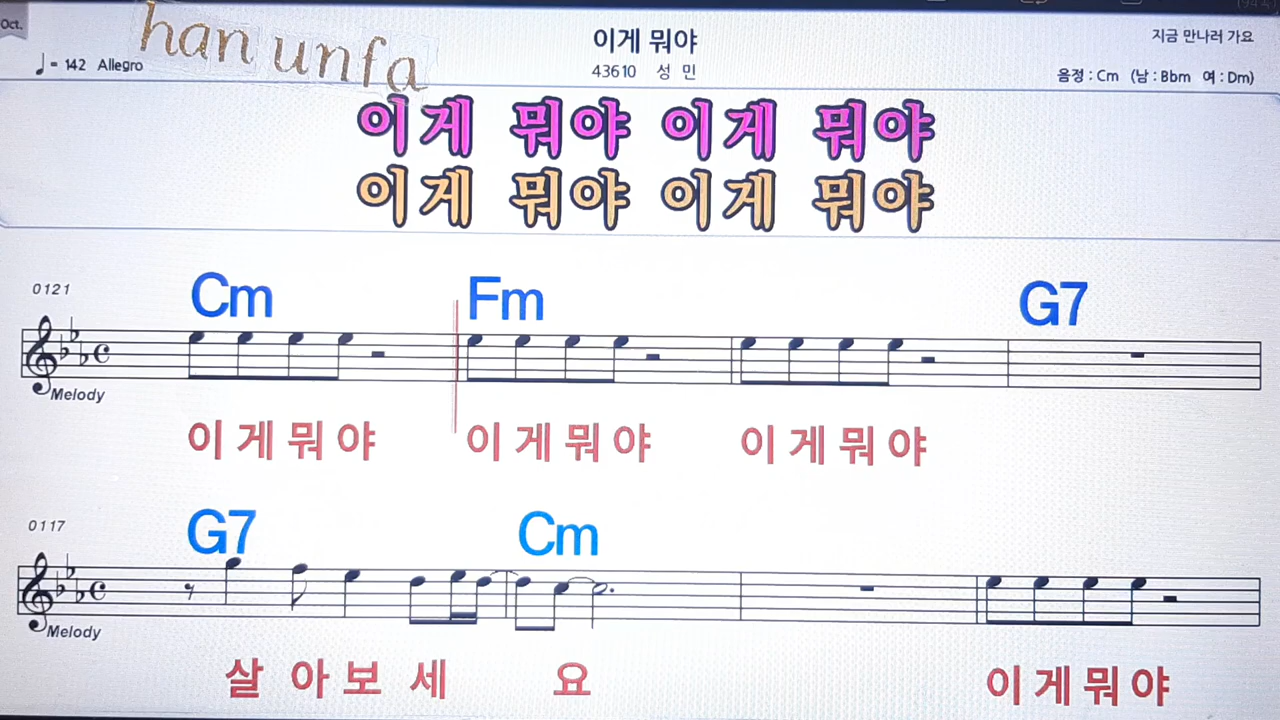 Oct.
han unfa
이게 뭐야
지금 만나러 가요
♩= 142 Allegro
43610 성 민
음정 : Cm (남 : Bbm 여 : Dm)
이게 뭐야 이게 뭐야
이게 뭐야 이게 뭐야
0121
Cm Fm G7
Melody
이 게 뭐 야 이 게 뭐 야 이 게 뭐 야
0117
G7 Cm
Melody
살 아 보 세 요 이 게 뭐 야